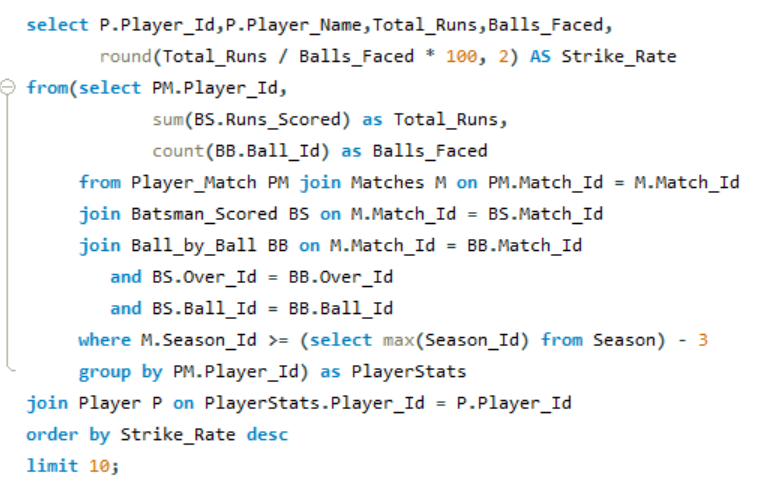 select P.Player_Id,P.Player_Name,Total_Runs,Balls_Faced,
round(Total_Runs / Balls_Faced * 100, 2) AS Strike_Rate
from(select PM.Player_Id,
sum(BS.Runs_Scored) as Total_Runs,
count(BB.Ball_Id) as Balls_Faced
from Player_Match PM join Matches M on PM.Match_Id = M.Match_Id
join Batsman_Scored BS on M.Match_Id = BS.Match_Id
join Ball_by_Ball BB on M.Match_Id = BB.Match_Id
and BS.Over_Id = BB.Over_Id
and BS.Ball_Id = BB.Ball_Id
where M.Season_Id >= (select max(Season_Id) from Season) - 3
group by PM.Player_Id) as PlayerStats
join Player P on PlayerStats.Player_Id = P.Player_Id
order by Strike_Rate desc
limit 10;